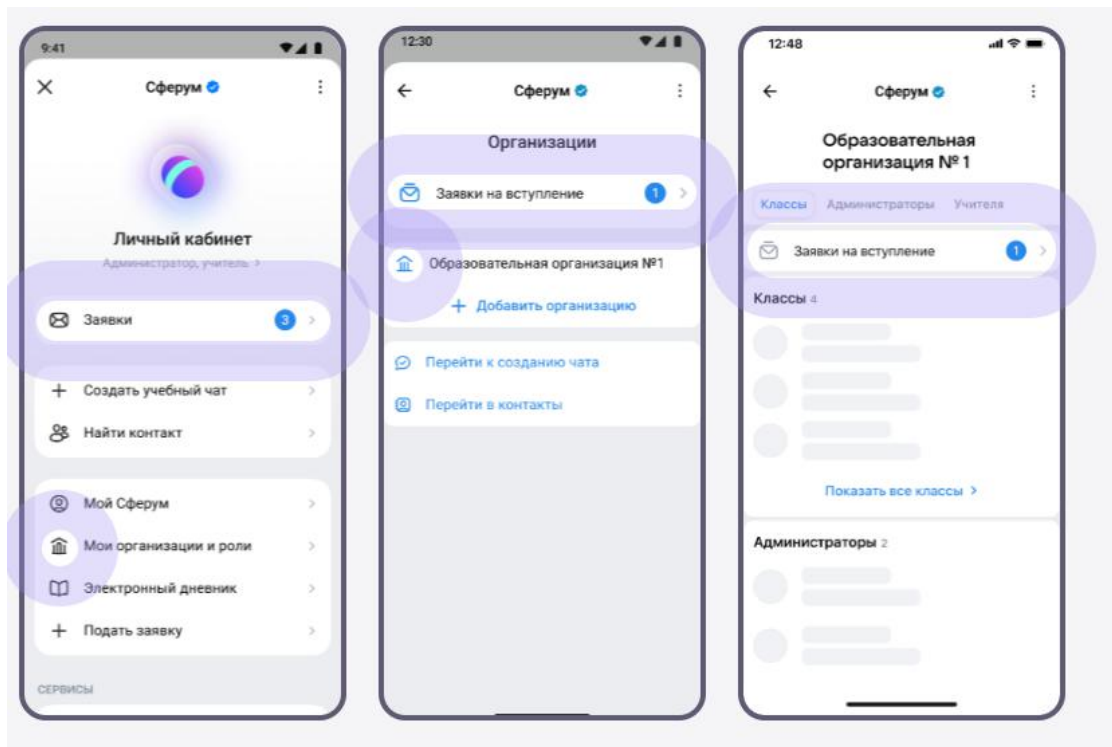 9:41
Сферум
Личный кабинет
Администратор, учитель >
Заявки 3
Создать учебный чат
Найти контакт
Мой Сферум
Мои организации и роли
Электронный дневник
Подать заявку
СЕРВИСЫ
12:30
Сферум
Организации
Заявки на вступление 1
Образовательная организация №1
+ Добавить организацию
Перейти к созданию чата
Перейти в контакты
12:48
Сферум
Образовательная
организация № 1
Классы Администраторы Учителя
Заявки на вступление 1
Классы 4
Показать все классы >
Администраторы 2